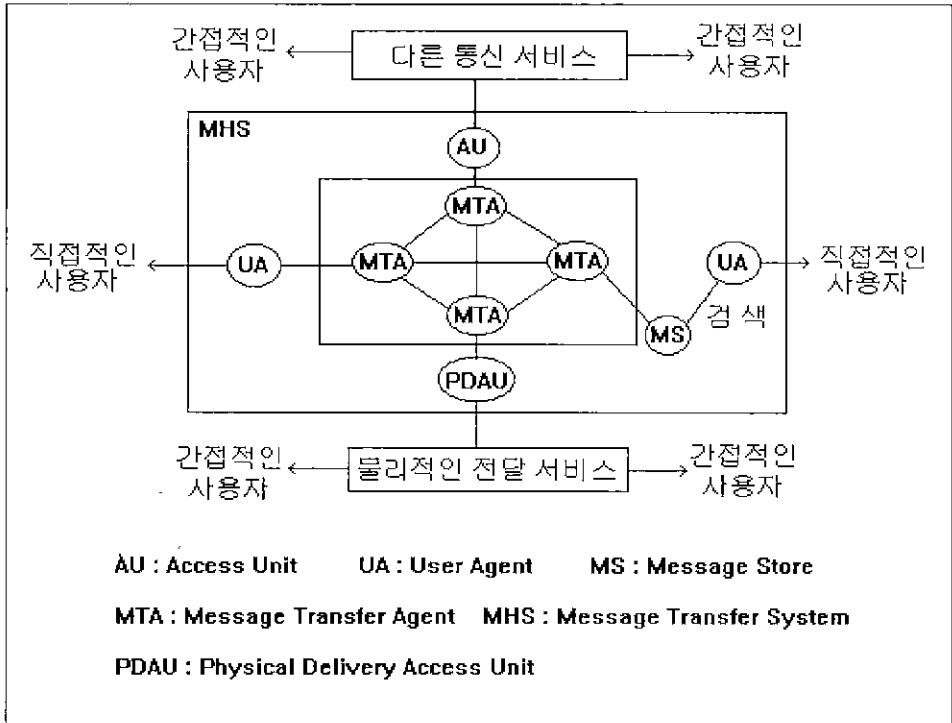 간접적인
사용자
다른 통신 서비스
간접적인
사용자
MHS
AU
MTA
직접적인
사용자
UA
MTA
MTA
UA
직접적인
사용자
MTA
MS
검 색
PDAU
간접적인
사용자
물리적인 전달 서비스
간접적인
사용자
AU : Access Unit UA : User Agent MS : Message Store
MTA : Message Transfer Agent MHS : Message Transfer System
PDAU : Physical Delivery Access Unit